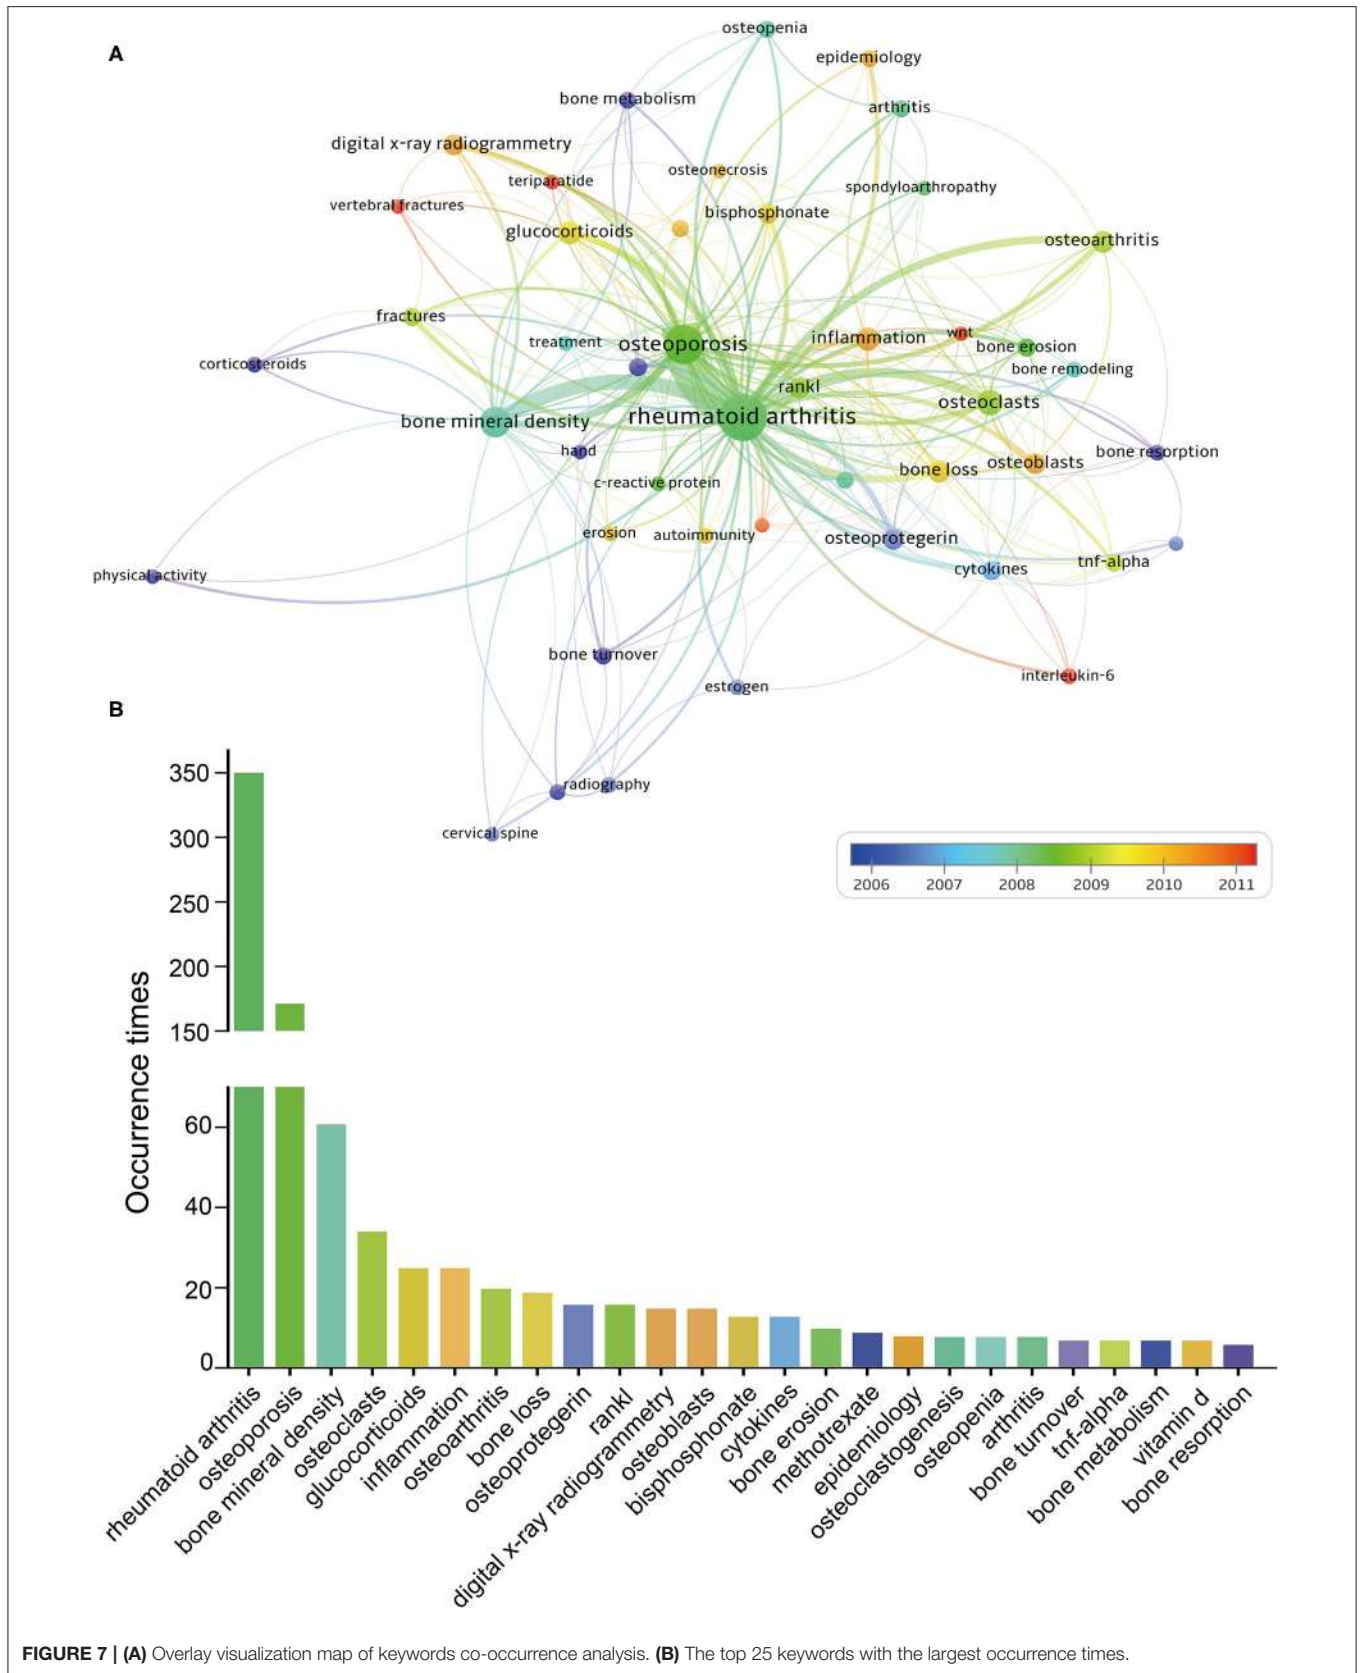 A
osteopenia
epidemiology
bone metabolism
arthritis
digital x-ray radiogrammetry
osteonecrosis
teriparatide
spondyloarthropathy
vertebral fractures
bisphosphonate
glucocorticoids
osteoarthritis
fractures
treatment
osteoporosis
inflammation
wnt
bone erosion
corticosteroids
bone remodeling
rankl
osteoclasts
bone mineral density
rheumatoid arthritis
hand
bone resorption
bone loss
osteoblasts
c-reactive protein
erosion
autoimmunity
osteoprotegerin
cytokines
tnf-alpha
physical activity
bone turnover
estrogen
interleukin-6
radiography
cervical spine
2006 2007 2008 2009 2010 2011
B
Occurrence times
350
300
250
200
150
60
40
20
0
rheumatoid arthritis
osteoporosis
bone mineral density
osteoclasts
glucocorticoids
inflammation
osteoarthritis
bone loss
osteoprotegerin
rankl
digital x-ray radiogrammetry
osteoblasts
bisphosphonate
cytokines
bone erosion
methotrexate
epidemiology
osteoclastogenesis
osteopenia
arthritis
bone turnover
tnf-alpha
bone metabolism
vitamin d
bone resorption
FIGURE 7 | (A) Overlay visualization map of keywords co-occurrence analysis. (B) The top 25 keywords with the largest occurrence times.